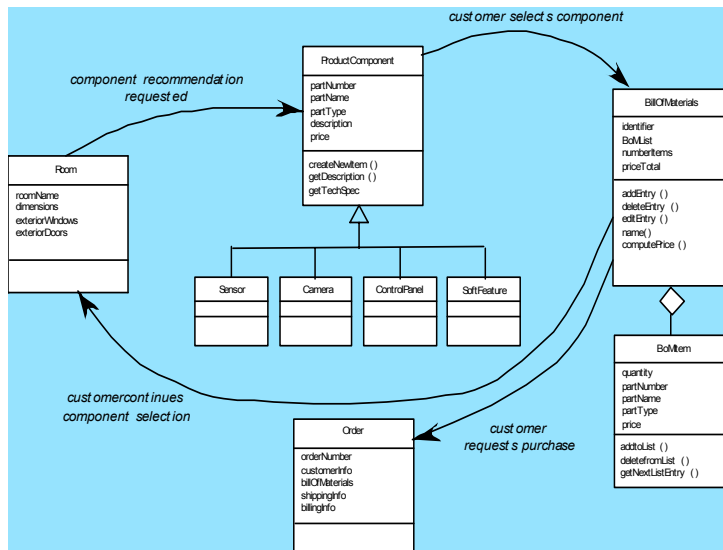 customer selects component
ProductComponent
partNumber
partName
partType
description
price
createNewItem ( )
getDescription ( )
getTechSpec
component recommendation
requested
BillOfMaterials
identifier
BoMList
numberItems
priceTotal
addEntry ( )
deleteEntry ( )
editEntry ( )
name()
computePrice ( )
Room
roomName
dimensions
exteriorWindows
exteriorDoors
Sensor
Camera
ControlPanel
SoftFeature
BoMItem
quantity
partNumber
partName
partType
price
addtoList ( )
deletefromList ( )
getNextListEntry ( )
customercontinues
component selection
Order
orderNumber
customerInfo
billOfMaterials
shippingInfo
billingInfo
customer
requests purchase